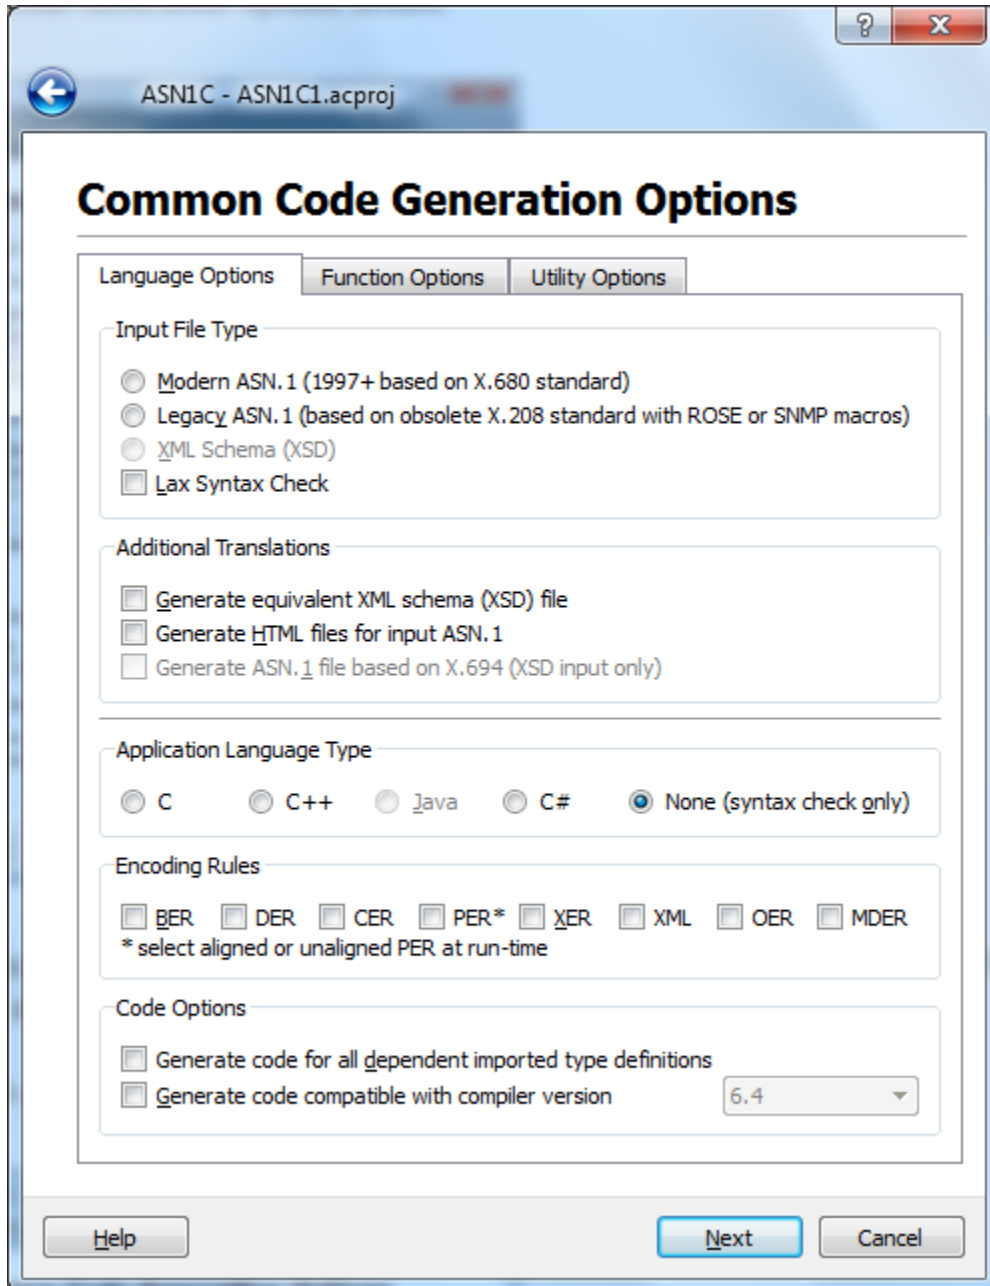 ?
ASN1C - ASN1C1.acproj
Common Code Generation Options
Language Options Function Options Utility Options
Input File Type
Modern ASN.1 (1997+ based on X.680 standard)
Legacy ASN.1 (based on obsolete X.208 standard with ROSE or SNMP macros)
XML Schema (XSD)
Lax Syntax Check
Additional Translations
Generate equivalent XML schema (XSD) file
Generate HTML files for input ASN.1
Generate ASN.1 file based on X.694 (XSD input only)
Application Language Type
C C++ Java C# None (syntax check only)
Encoding Rules
BER DER CER PER* XER XML OER MDER
* select aligned or unaligned PER at run-time
Code Options
Generate code for all dependent imported type definitions
Generate code compatible with compiler version 6.4
Help Next Cancel